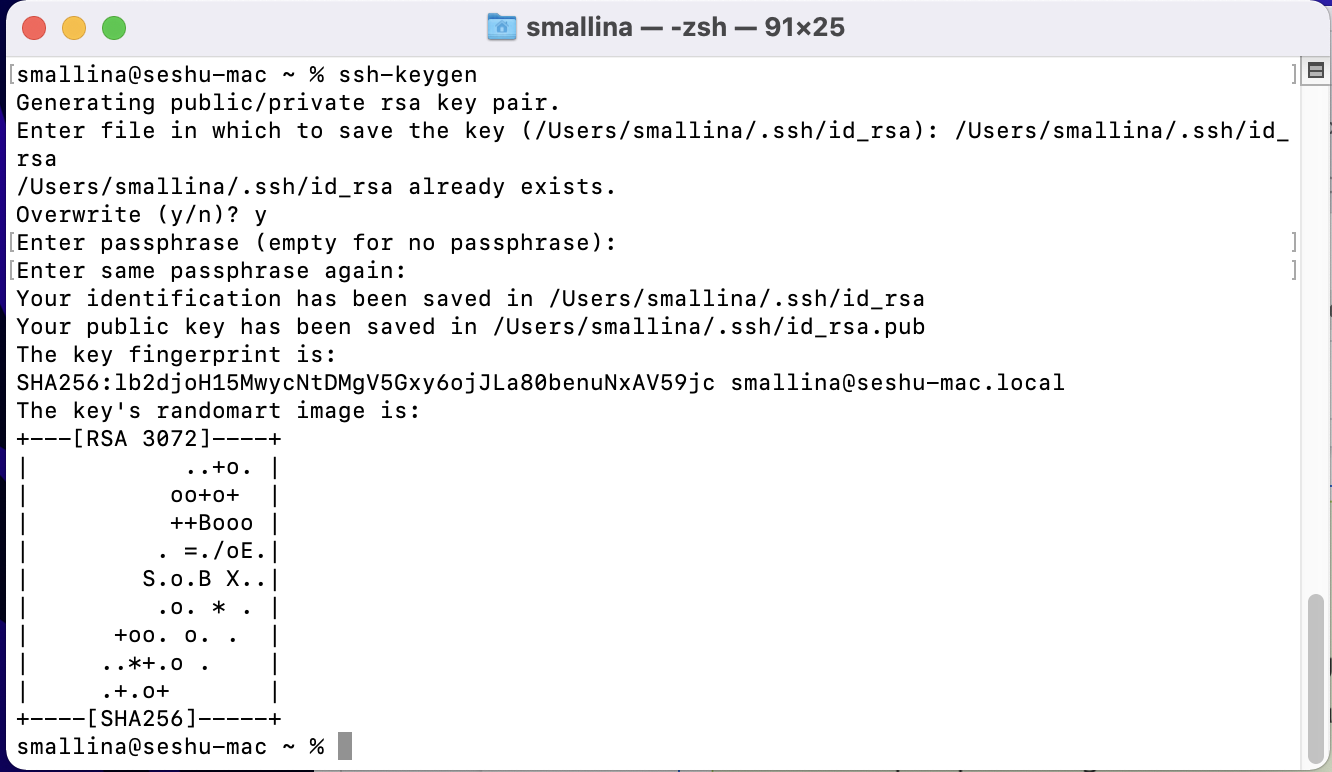 smallina — -zsh — 91×25
smallina@seshu-mac ~ % ssh-keygen
Generating public/private rsa key pair.
Enter file in which to save the key (/Users/smallina/.ssh/id_rsa): /Users/smallina/.ssh/id_
rsa
/Users/smallina/.ssh/id_rsa already exists.
Overwrite (y/n)? y
Enter passphrase (empty for no passphrase):
Enter same passphrase again:
Your identification has been saved in /Users/smallina/.ssh/id_rsa
Your public key has been saved in /Users/smallina/.ssh/id_rsa.pub
The key fingerprint is:
SHA256:lb2djoH15MwycNtDMgV5Gxy6ojJLa80benuNxAV59jc smallina@seshu-mac.local
The key's randomart image is:
+---[RSA 3072]----+
|           ..+o. |
|          oo+o+  |
|          ++Booo |
|         . =./oE.|
|        S.o.B X..|
|         .o. * . |
|      +oo. o. .  |
|     ..*+.o .    |
|     .+.o+       |
+----[SHA256]-----+
smallina@seshu-mac ~ %